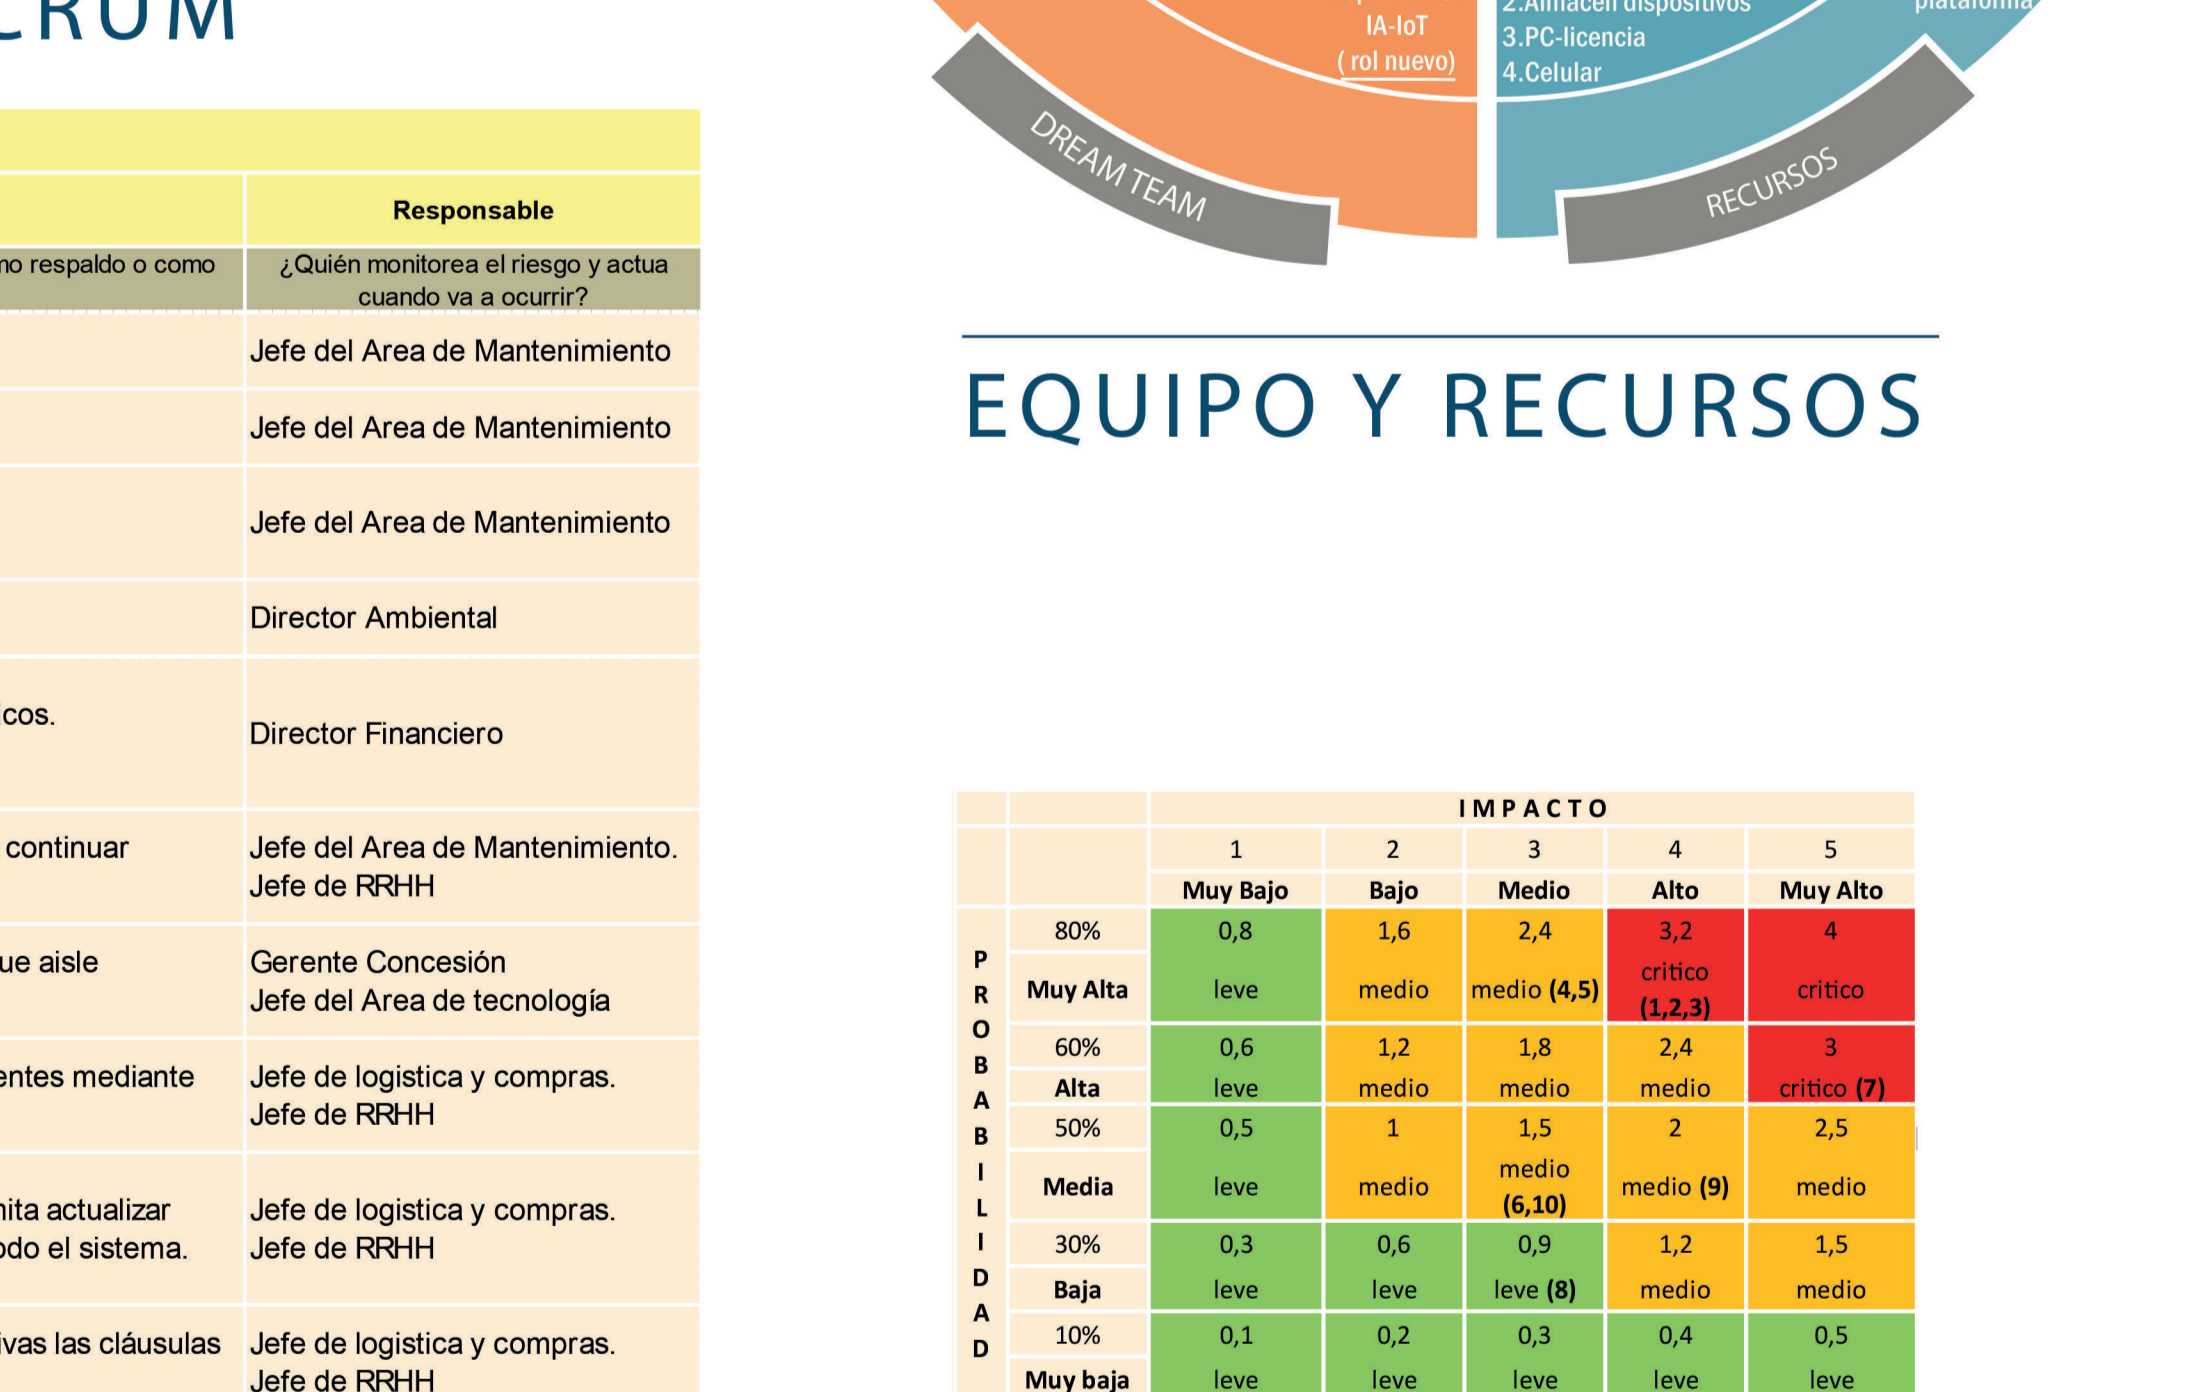 CRUM
Responsable
respaldo o como
¿Quién monitorea el riesgo y actua
cuando va a ocurrir?
Jefe del Area de Mantenimiento
Jefe del Area de Mantenimiento
Jefe del Area de Mantenimiento
Director Ambiental
Director Financiero
continuar
Jefe del Area de Mantenimiento.
Jefe de RRHH
aisle
Gerente Concesión
Jefe del Area de tecnología
mediante
Jefe de logistica y compras.
Jefe de RRHH
actualizar
el sistema.
Jefe de logistica y compras.
Jefe de RRHH
las cláusulas
Jefe de logistica y compras.
Jefe de RRHH
IA-IoT
( rol nuevo)
2.Almacen dispositivos
3.PC-licencia
4.Celular
plataforma
DREAM TEAM
RECURSOS
EQUIPO Y RECURSOS
IMPACTO
1 2 3 4 5
Muy Bajo Bajo Medio Alto Muy Alto
PROBABILIDAD
80% 0,8 1,6 2,4 3,2 4
Muy Alta leve medio medio (4,5) critico (1,2,3) critico
60% 0,6 1,2 1,8 2,4 3
Alta leve medio medio medio critico (7)
50% 0,5 1 1,5 2 2,5
Media leve medio medio (6,10) medio (9) medio
30% 0,3 0,6 0,9 1,2 1,5
Baja leve leve leve (8) medio medio
10% 0,1 0,2 0,3 0,4 0,5
Muy baja leve leve leve leve leve